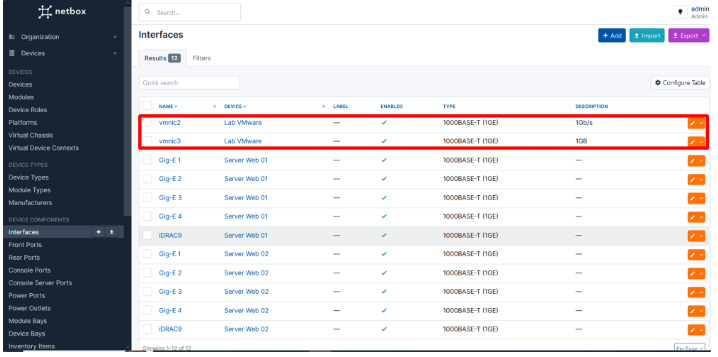 netbox
Search...
admin
Admin
Organization
Devices
DEVICES
Devices
Modules
Device Roles
Platforms
Virtual Chassis
Virtual Device Contexts
DEVICE TYPES
Device Types
Module Types
Manufacturers
DEVICE COMPONENTS
Interfaces
Front Ports
Rear Ports
Console Ports
Console Server Ports
Power Ports
Power Outlets
Module Bays
Device Bays
Inventory Items
Interfaces
+ Add Import Export
Results 12 Filters
Quick search
Configure Table
NAME DEVICE LABEL ENABLED TYPE DESCRIPTION
vmnic2 Lab VMware — ✓ 1000BASE-T (1GE) 1Gb/s
vmnic3 Lab VMware — ✓ 1000BASE-T (1GE) 1GB
Gig-E 1 Server Web 01 — ✓ 1000BASE-T (1GE) —
Gig-E 2 Server Web 01 — ✓ 1000BASE-T (1GE) —
Gig-E 3 Server Web 01 — ✓ 1000BASE-T (1GE) —
Gig-E 4 Server Web 01 — ✓ 1000BASE-T (1GE) —
iDRAC9 Server Web 01 — ✓ 1000BASE-T (1GE) —
Gig-E 1 Server Web 02 — ✓ 1000BASE-T (1GE) —
Gig-E 2 Server Web 02 — ✓ 1000BASE-T (1GE) —
Gig-E 3 Server Web 02 — ✓ 1000BASE-T (1GE) —
Gig-E 4 Server Web 02 — ✓ 1000BASE-T (1GE) —
iDRAC9 Server Web 02 — ✓ 1000BASE-T (1GE) —
Showing 1-12 of 12
Per Page